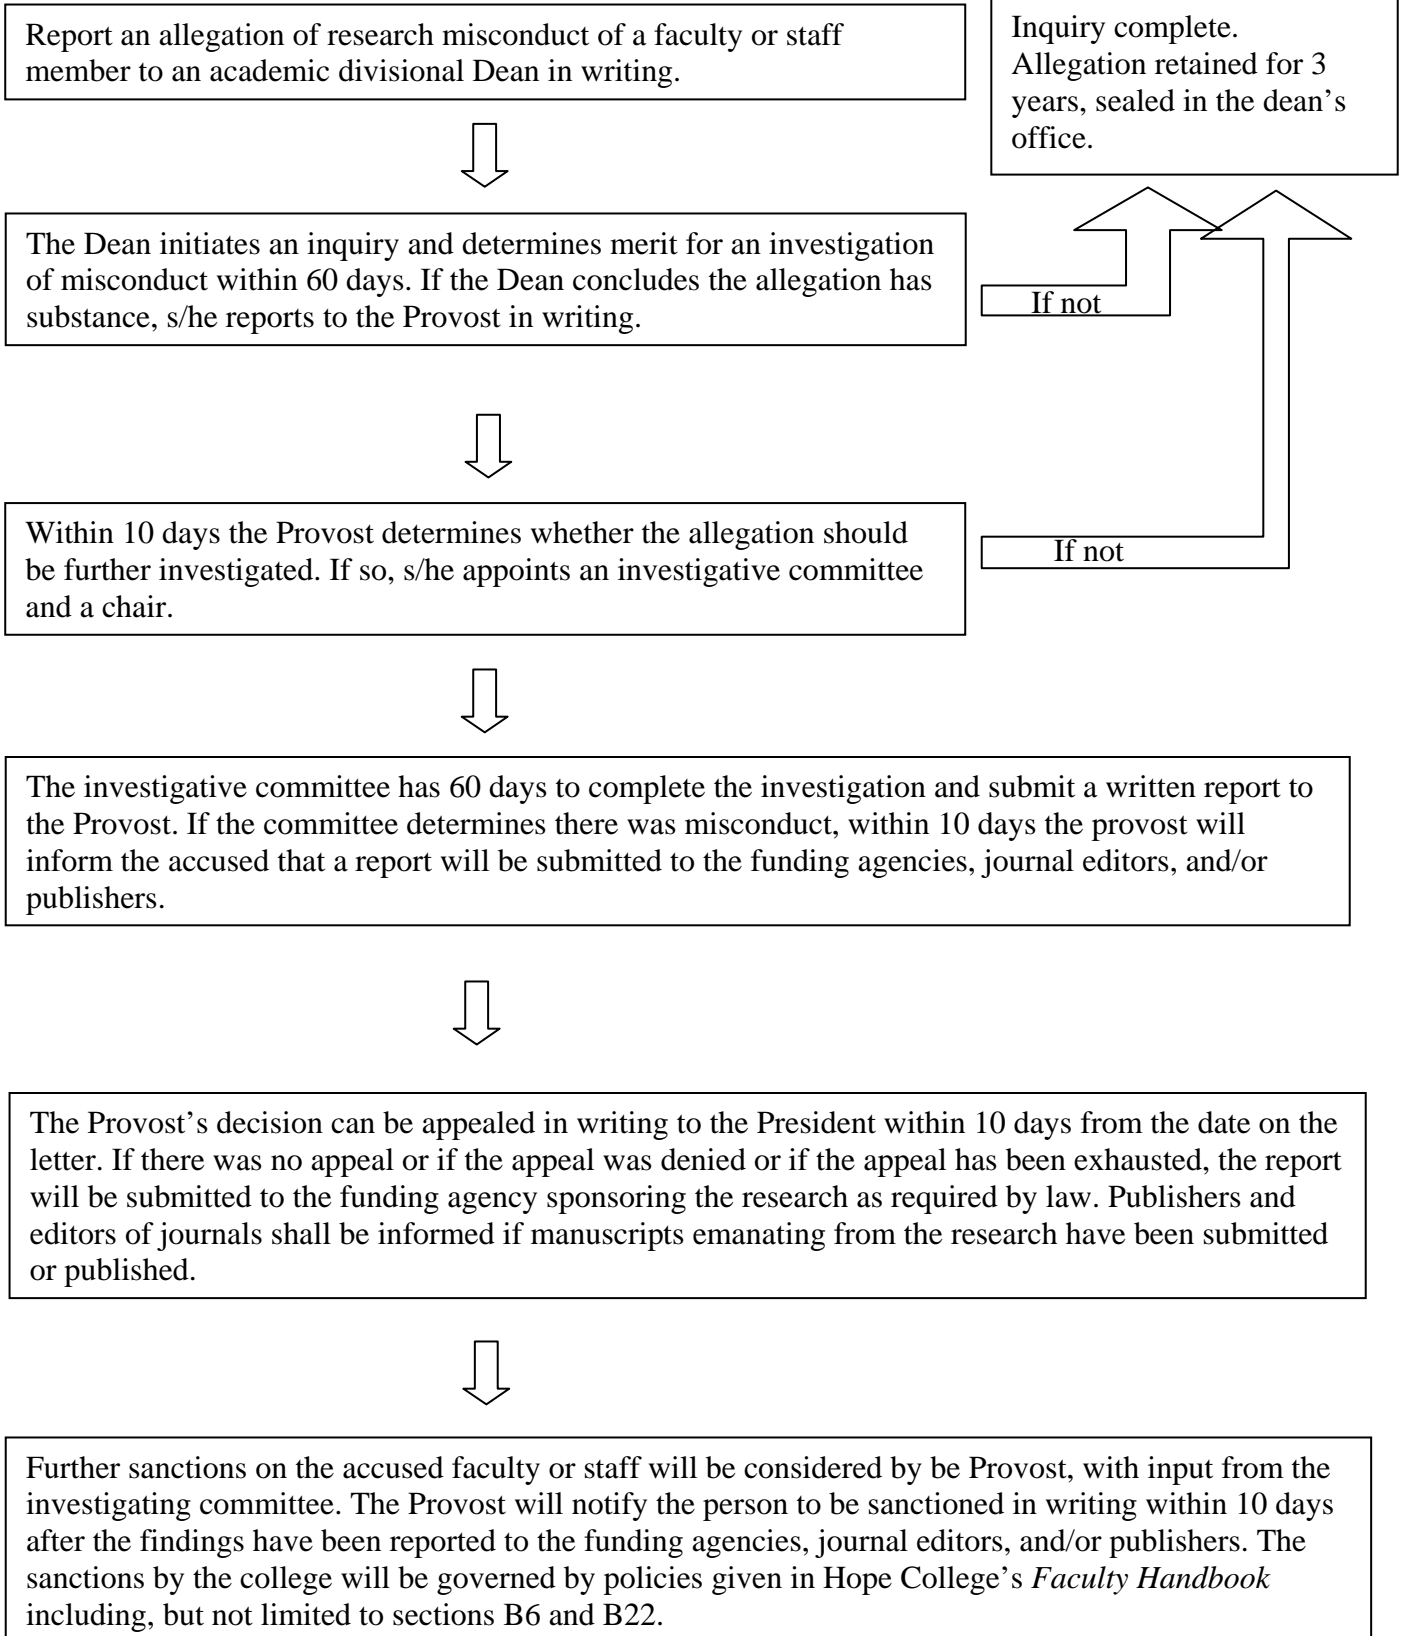 Report an allegation of research misconduct of a faculty or staff
member to an academic divisional Dean in writing.
Inquiry complete.
Allegation retained for 3
years, sealed in the dean’s
office.
The Dean initiates an inquiry and determines merit for an investigation
of misconduct within 60 days. If the Dean concludes the allegation has
substance, s/he reports to the Provost in writing.
If not
Within 10 days the Provost determines whether the allegation should
be further investigated. If so, s/he appoints an investigative committee
and a chair.
If not
The investigative committee has 60 days to complete the investigation and submit a written report to
the Provost. If the committee determines there was misconduct, within 10 days the provost will
inform the accused that a report will be submitted to the funding agencies, journal editors, and/or
publishers.
The Provost’s decision can be appealed in writing to the President within 10 days from the date on the
letter. If there was no appeal or if the appeal was denied or if the appeal has been exhausted, the report
will be submitted to the funding agency sponsoring the research as required by law. Publishers and
editors of journals shall be informed if manuscripts emanating from the research have been submitted
or published.
Further sanctions on the accused faculty or staff will be considered by be Provost, with input from the
investigating committee. The Provost will notify the person to be sanctioned in writing within 10 days
after the findings have been reported to the funding agencies, journal editors, and/or publishers. The
sanctions by the college will be governed by policies given in Hope College’s Faculty Handbook
including, but not limited to sections B6 and B22.